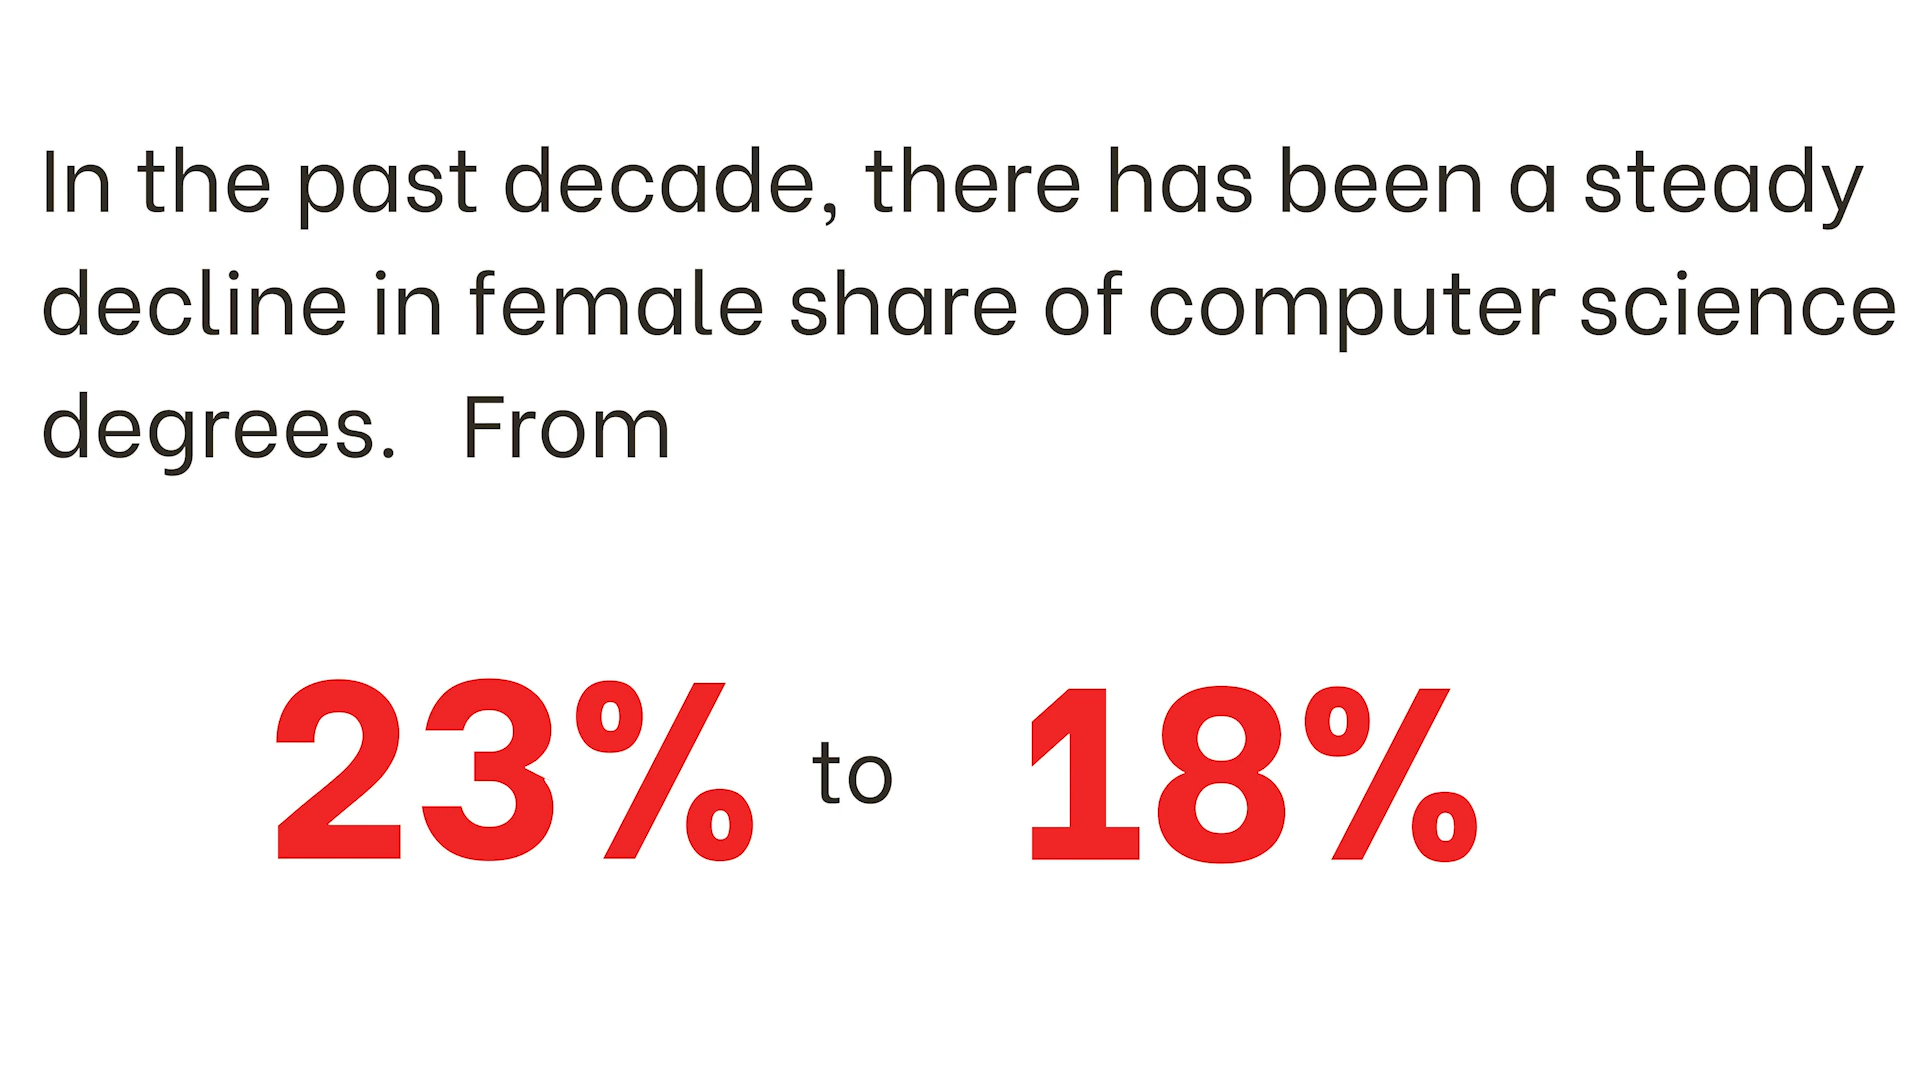 In the past decade, there has been a steady
decline in female share of computer science
degrees.   From
23% to 18%